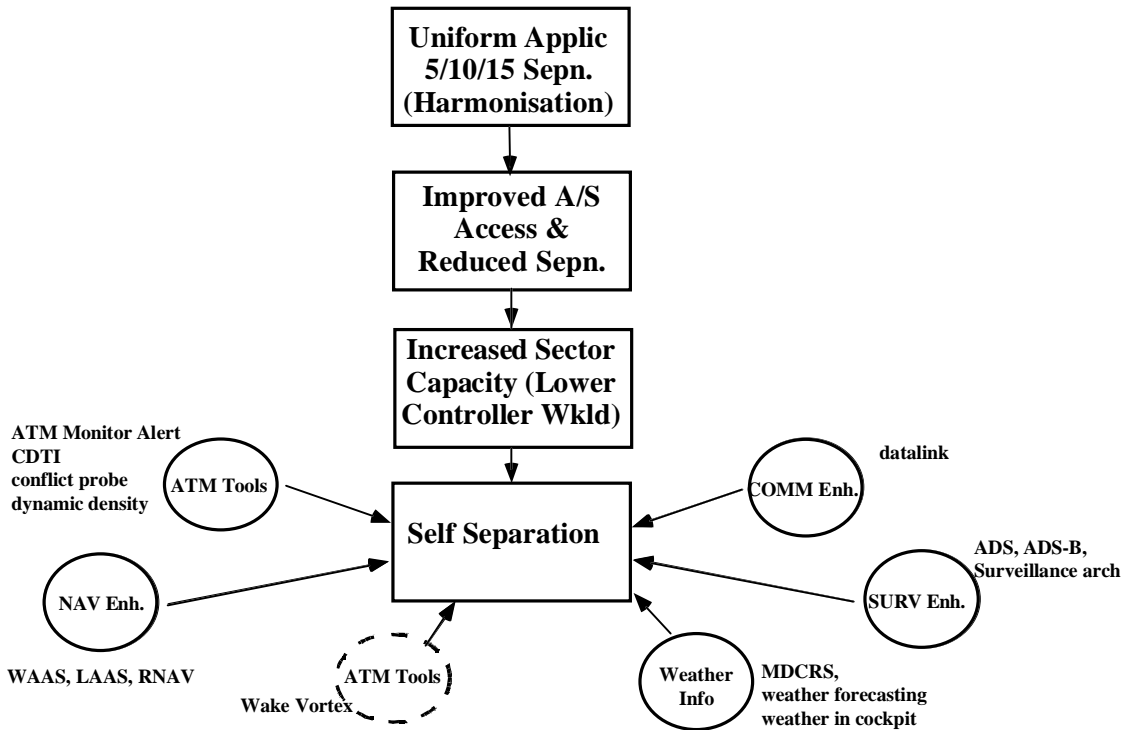 Uniform Applic
5/10/15 Sepn.
(Harmonisation)
Improved A/S
Access &
Reduced Sepn.
Increased Sector
Capacity (Lower
Controller Wkld)
ATM Monitor Alert
CDTI
conflict probe
dynamic density
ATM Tools
datalink
COMM Enh.
Self Separation
ADS, ADS-B,
Surveillance arch
NAV Enh.
SURV Enh.
WAAS, LAAS, RNAV
ATM Tools
Wake Vortex
Weather
Info
MDCRS,
weather forecasting
weather in cockpit